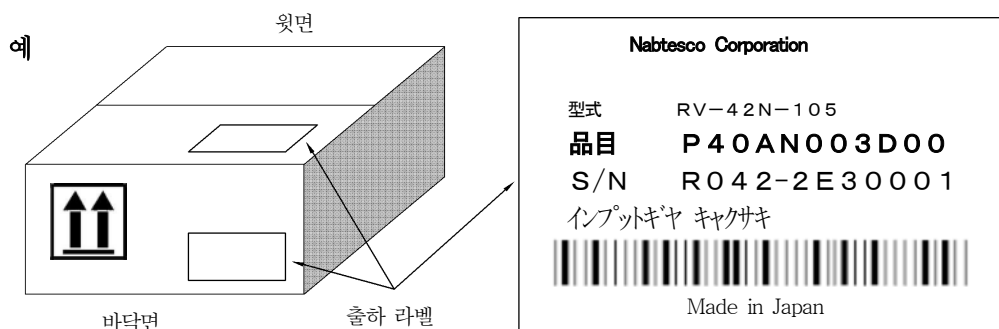 예
윗면
바닥면
출하 라벨
Nabtesco Corporation
型式 RV-42N-105
品目 P40AN003D00
S/N R042-2E30001
インプットギヤ キャクサキ
Made in Japan